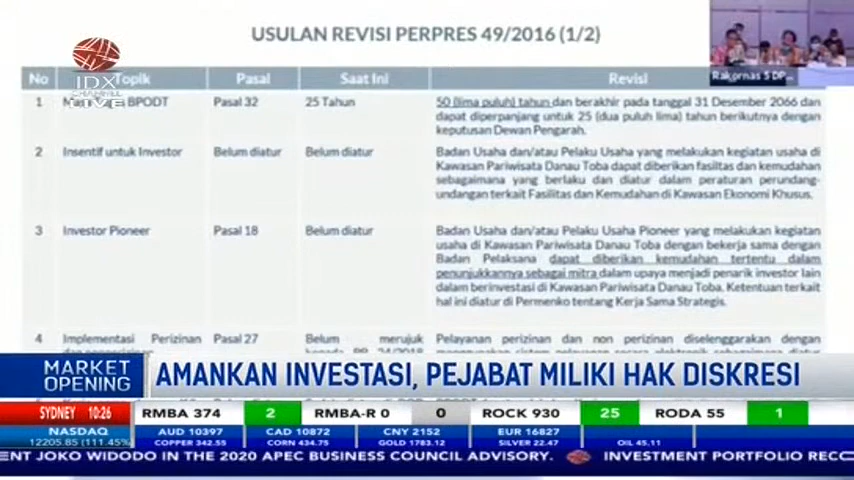 USULAN REVISI PERPRES 49/2016 (1/2)
IDX
CHANNEL
LIVE
Rakornas 5 DP...
No Topik Pasal Saat Ini Revisi
1 BPODT Pasal 32 25 Tahun 50 (lima puluh) tahun dan berakhir pada tanggal 31 Desember 2066 dan
dapat diperpanjang untuk 25 (dua puluh lima) tahun berikutnya dengan
keputusan Dewan Pengarah.
2 Insentif untuk Investor Belum diatur Belum diatur Badan Usaha dan/atau Pelaku Usaha yang melakukan kegiatan usaha di
Kawasan Pariwisata Danau Toba dapat diberikan fasiltas dan kemudahan
sebagaimana yang berlaku dan diatur dalam peraturan perundang-
undangan terkait Fasilitas dan Kemudahan di Kawasan Ekonomi Khusus.
3 Investor Pioneer Pasal 18 Belum diatur Badan Usaha dan/atau Pelaku Usaha Pioneer yang melakukan kegiatan
usaha di Kawasan Pariwisata Danau Toba dengan bekerja sama dengan
Badan Pelaksana dapat diberikan kemudahan tertentu dalam
penunjukkannya sebagai mitra dalam upaya menjadi penarik investor lain
dalam berinvestasi di Kawasan Pariwisata Danau Toba. Ketentuan terkait
hal ini diatur di Permenko tentang Kerja Sama Strategis.
4 Implementasi Perizinan Pasal 27 Belum merujuk Pelayanan perizinan dan non perizinan diselenggarakan dengan
MARKET
OPENING
AMANKAN INVESTASI, PEJABAT MILIKI HAK DISKRESI
SYDNEY 10:26 RMBA 374 2 RMBA-R 0 0 ROCK 930 25 RODA 55 1
NASDAQ AUD 10397 CAD 10872 CNY 2152 EUR 16827
12205.85 (111.45%) COPPER 342.55 CORN 434.75 GOLD 1783.12 SILVER 22.47 OIL 45.11
ENT JOKO WIDODO IN THE 2020 APEC BUSINESS COUNCIL ADVISORY. INVESTMENT PORTFOLIO RECO